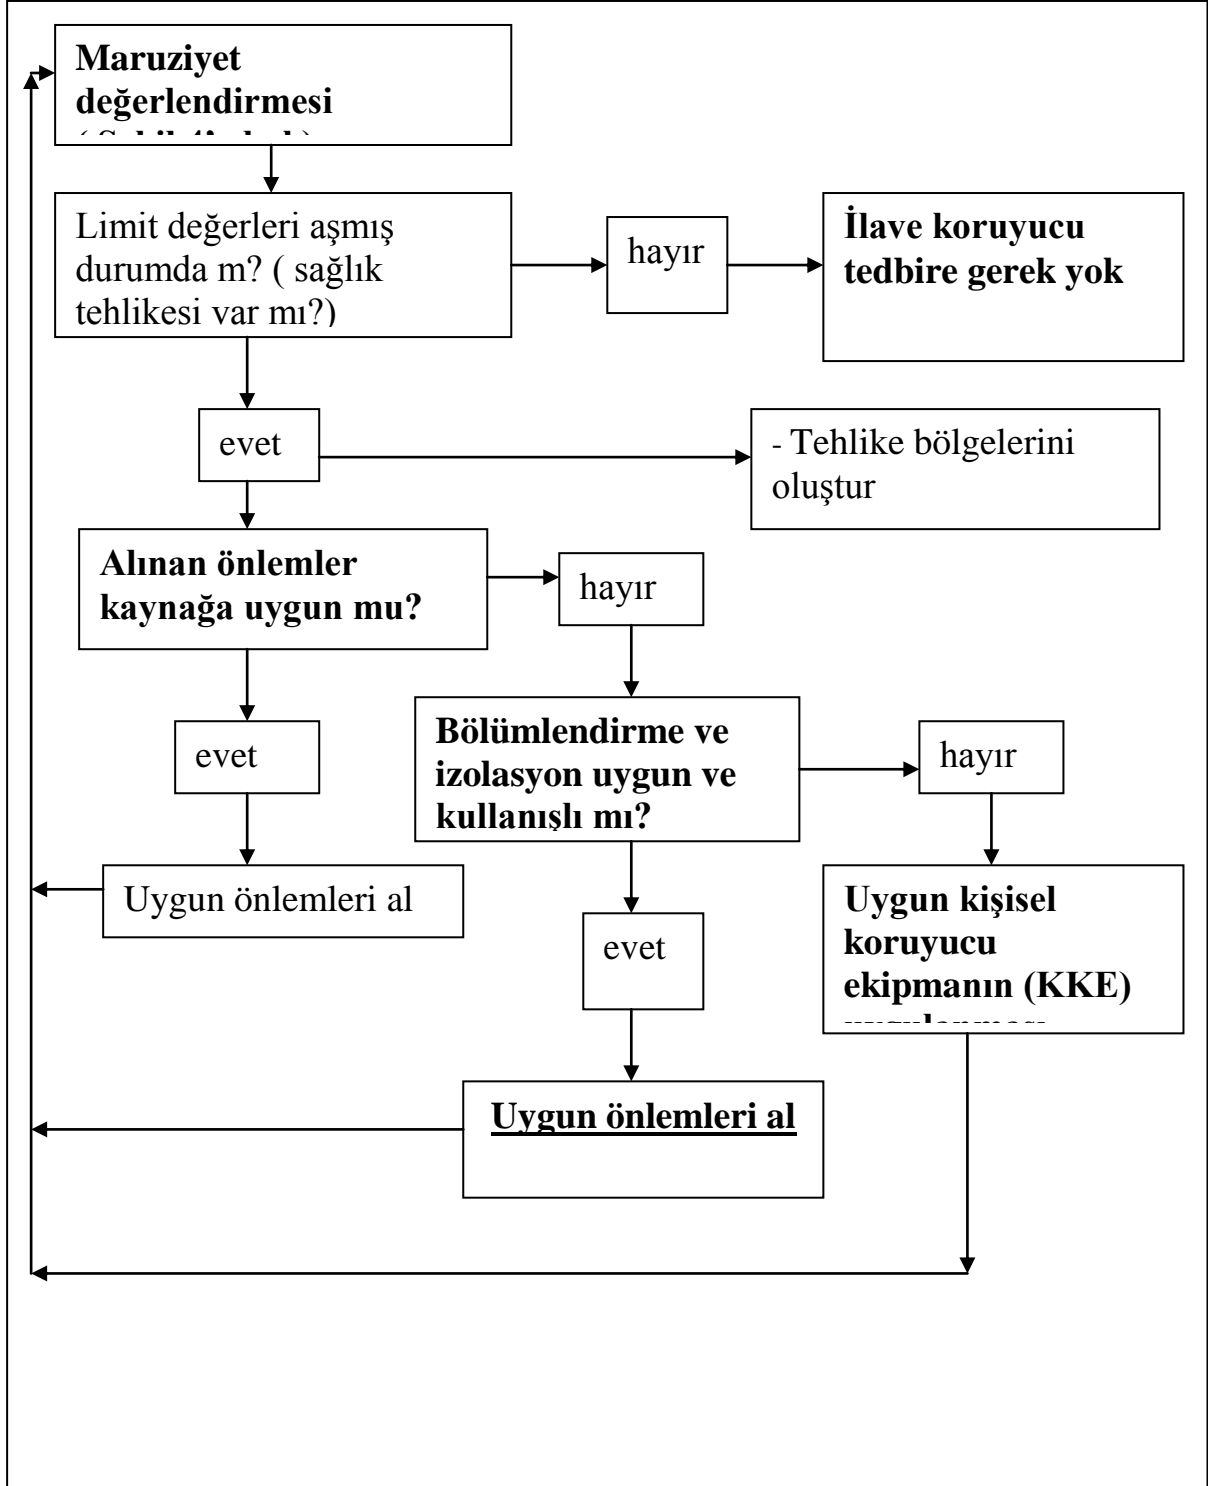 Maruziyet
değerlendirmesi
Limit değerleri aşmış
durumda m? ( sağlık
tehlikesi var mı?)
hayır
İlave koruyucu
tedbire gerek yok
evet
- Tehlike bölgelerini
oluştur
Alınan önlemler
kaynağa uygun mu?
hayır
evet
Bölümlendirme ve
izolasyon uygun ve
kullanışlı mı?
hayır
Uygun önlemleri al
evet
Uygun kişisel
koruyucu
ekipmanın (KKE)
Uygun önlemleri al